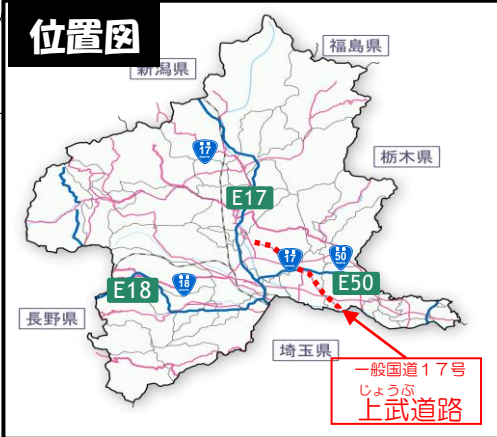 位置図
福島県
新潟県
17
栃木県
E17
17
50
18
E18
E50
長野県
埼玉県
一般国道17号
じょうぶ
上武道路